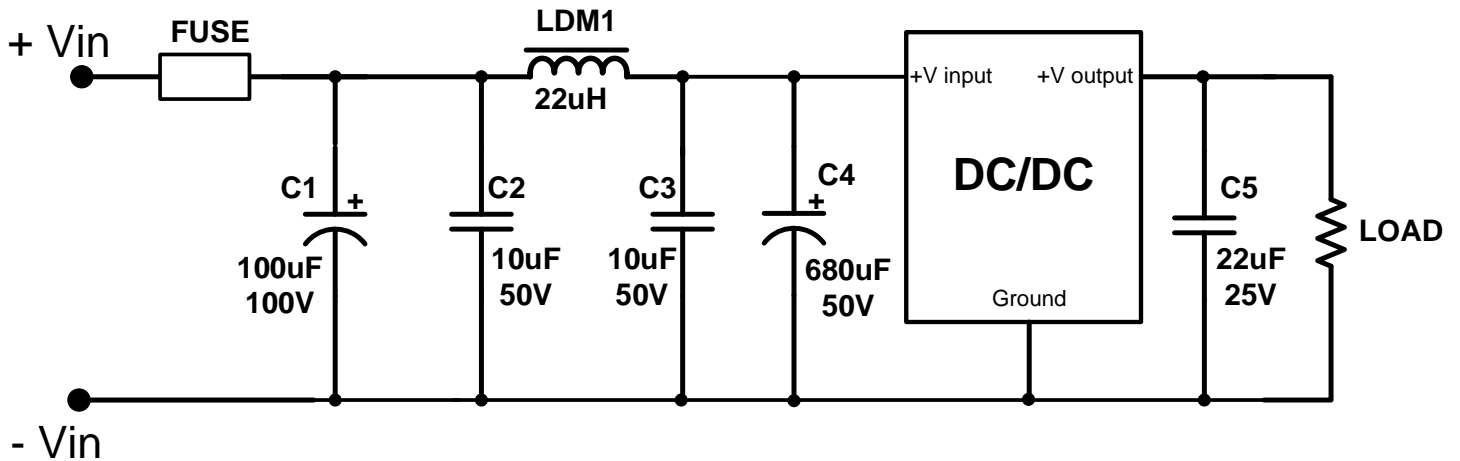 + Vin
FUSE
LDM1
22uH
+V input
+V output
DC/DC
Ground
C1
+
100uF
100V
C2
10uF
50V
C3
10uF
50V
C4
+
680uF
50V
C5
22uF
25V
LOAD
- Vin